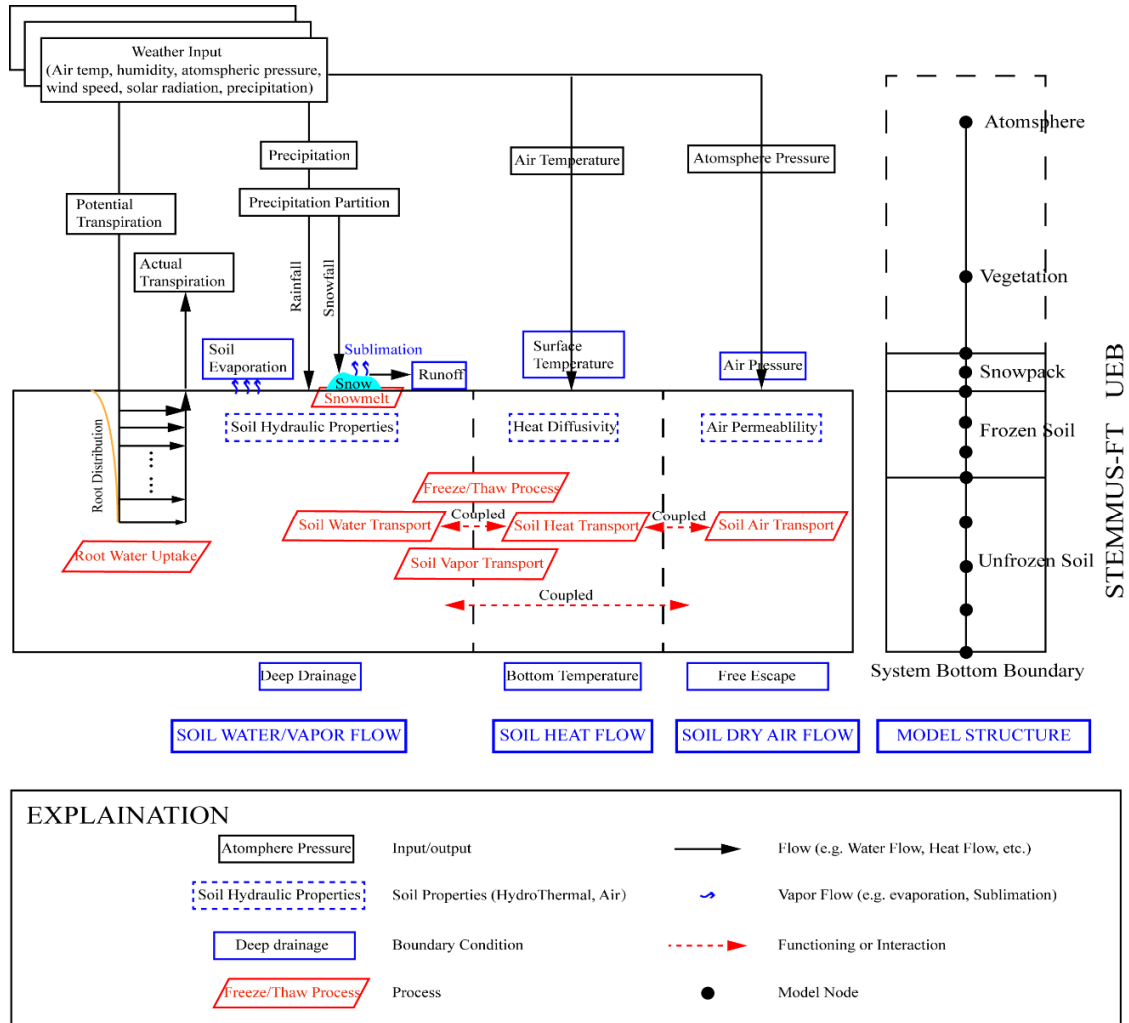 Weather Input
(Air temp, humidity, atomspheric pressure,
wind speed, solar radiation, precipitation)
Precipitation
Air Temperature
Atomsphere Pressure
Potential
Transpiration
Precipitation Partition
Actual
Transpiration
Rainfall
Snowfall
Soil
Evaporation
Sublimation
Snow
Snowmelt
Runoff
Surface
Temperature
Air Pressure
Root Distribution
Soil Hydraulic Properties
Heat Diffusivity
Air Permeablility
Freeze/Thaw Process
Soil Water Transport
Coupled
Soil Heat Transport
Coupled
Soil Air Transport
Root Water Uptake
Soil Vapor Transport
Coupled
Deep Drainage
Bottom Temperature
Free Escape
SOIL WATER/VAPOR FLOW
SOIL HEAT FLOW
SOIL DRY AIR FLOW
MODEL STRUCTURE
Atomsphere
Vegetation
Snowpack
Frozen Soil
Unfrozen Soil
System Bottom Boundary
STEMMUS-FT UEB
EXPLAINATION
Atomphere Pressure
Input/output
Flow (e.g. Water Flow, Heat Flow, etc.)
Soil Hydraulic Properties
Soil Properties (HydroThermal, Air)
Vapor Flow (e.g. evaporation, Sublimation)
Deep drainage
Boundary Condition
Functioning or Interaction
Freeze/Thaw Process
Process
Model Node